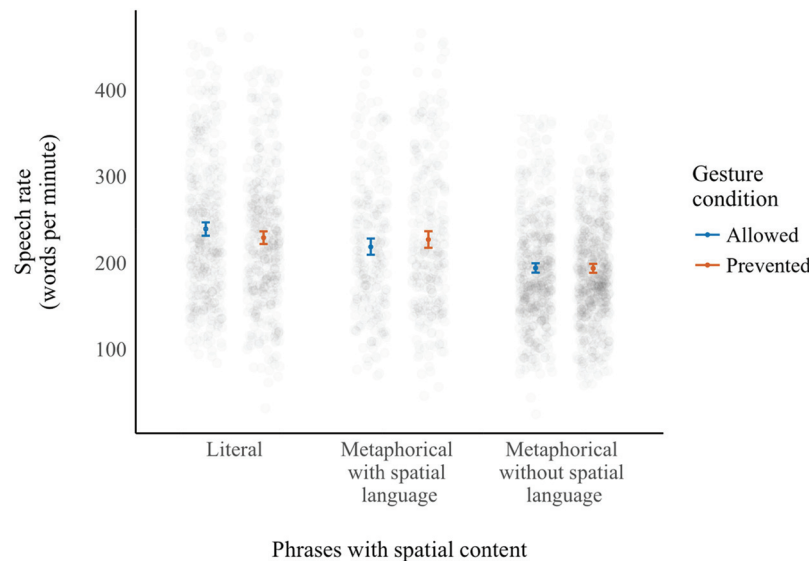 Speech rate
(words per minute)
400
300
200
100
Literal
Metaphorical
with spatial
language
Metaphorical
without spatial
language
Phrases with spatial content
Gesture
condition
Allowed
Prevented